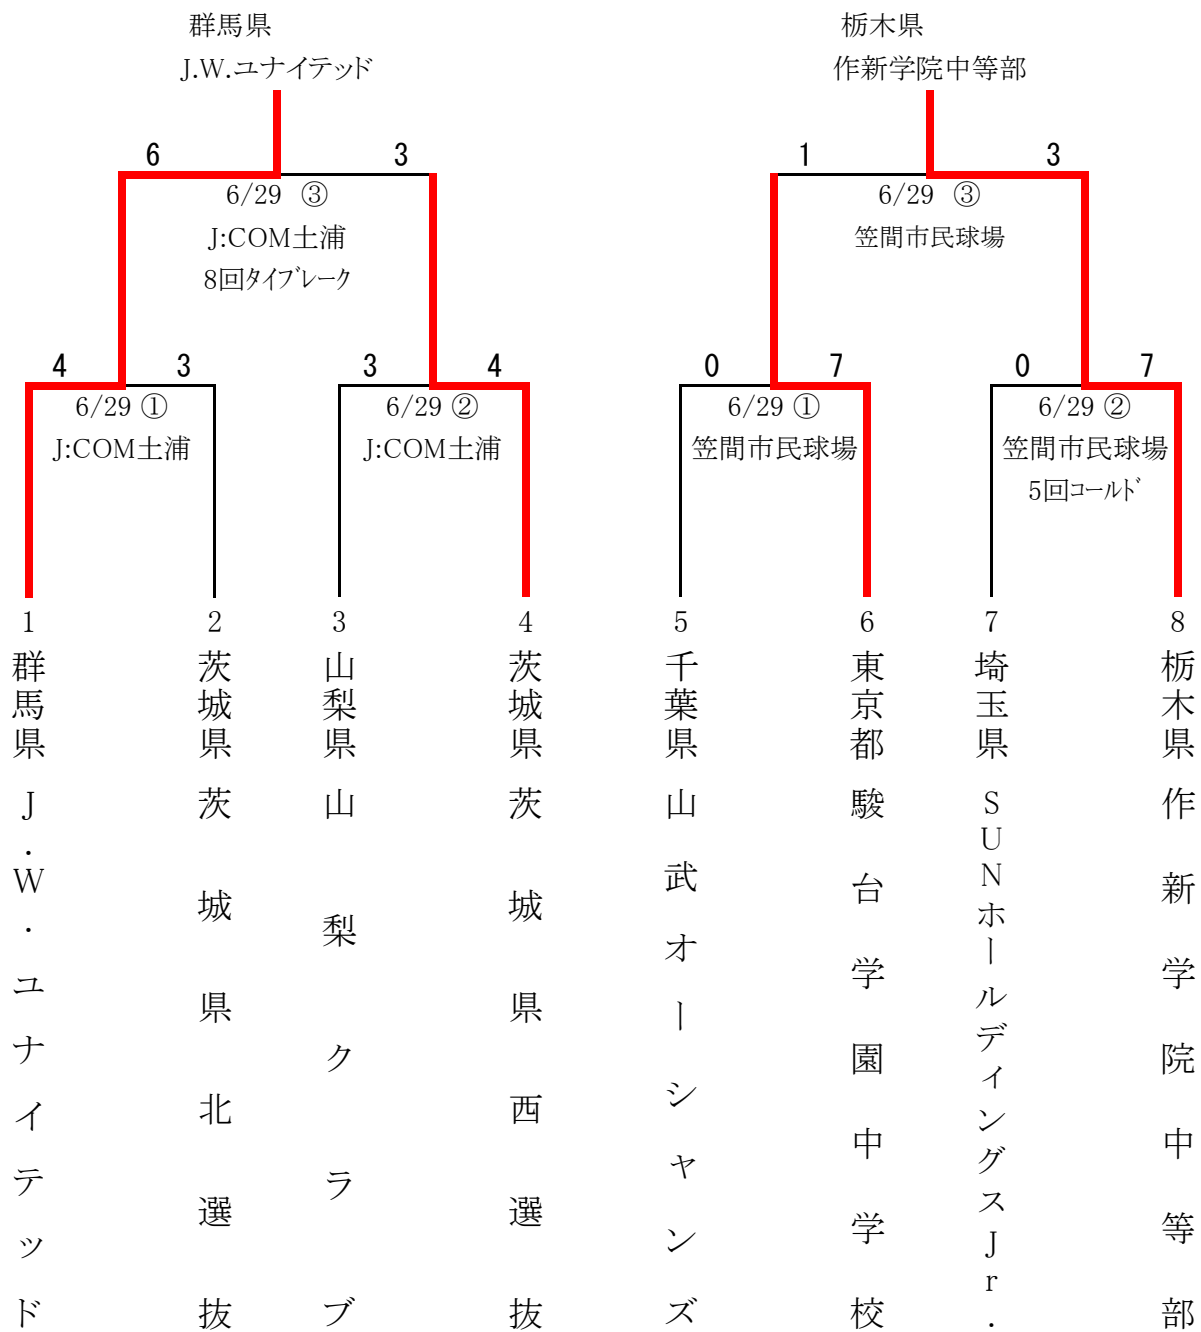 群馬県
J.W.ユナイテッド
栃木県
作新学院中等部
6 3
6/29 ③
J:COM土浦
8回ﾀｲﾌﾞﾚｰｸ
1 3
6/29 ③
笠間市民球場
4 3
6/29 ①
J:COM土浦
3 4
6/29 ②
J:COM土浦
0 7
6/29 ①
笠間市民球場
0 7
6/29 ②
笠間市民球場
5回ｺｰﾙﾄﾞ
1
群馬県
J.W.ユナイテッド
2
茨城県
茨城県北選抜
3
山梨県
山梨クラブ
4
茨城県
茨城県西選抜
5
千葉県
山武オーシャンズ
6
東京都
駿台学園中学校
7
埼玉県
SUNホールディングスJr.
8
栃木県
作新学院中等部